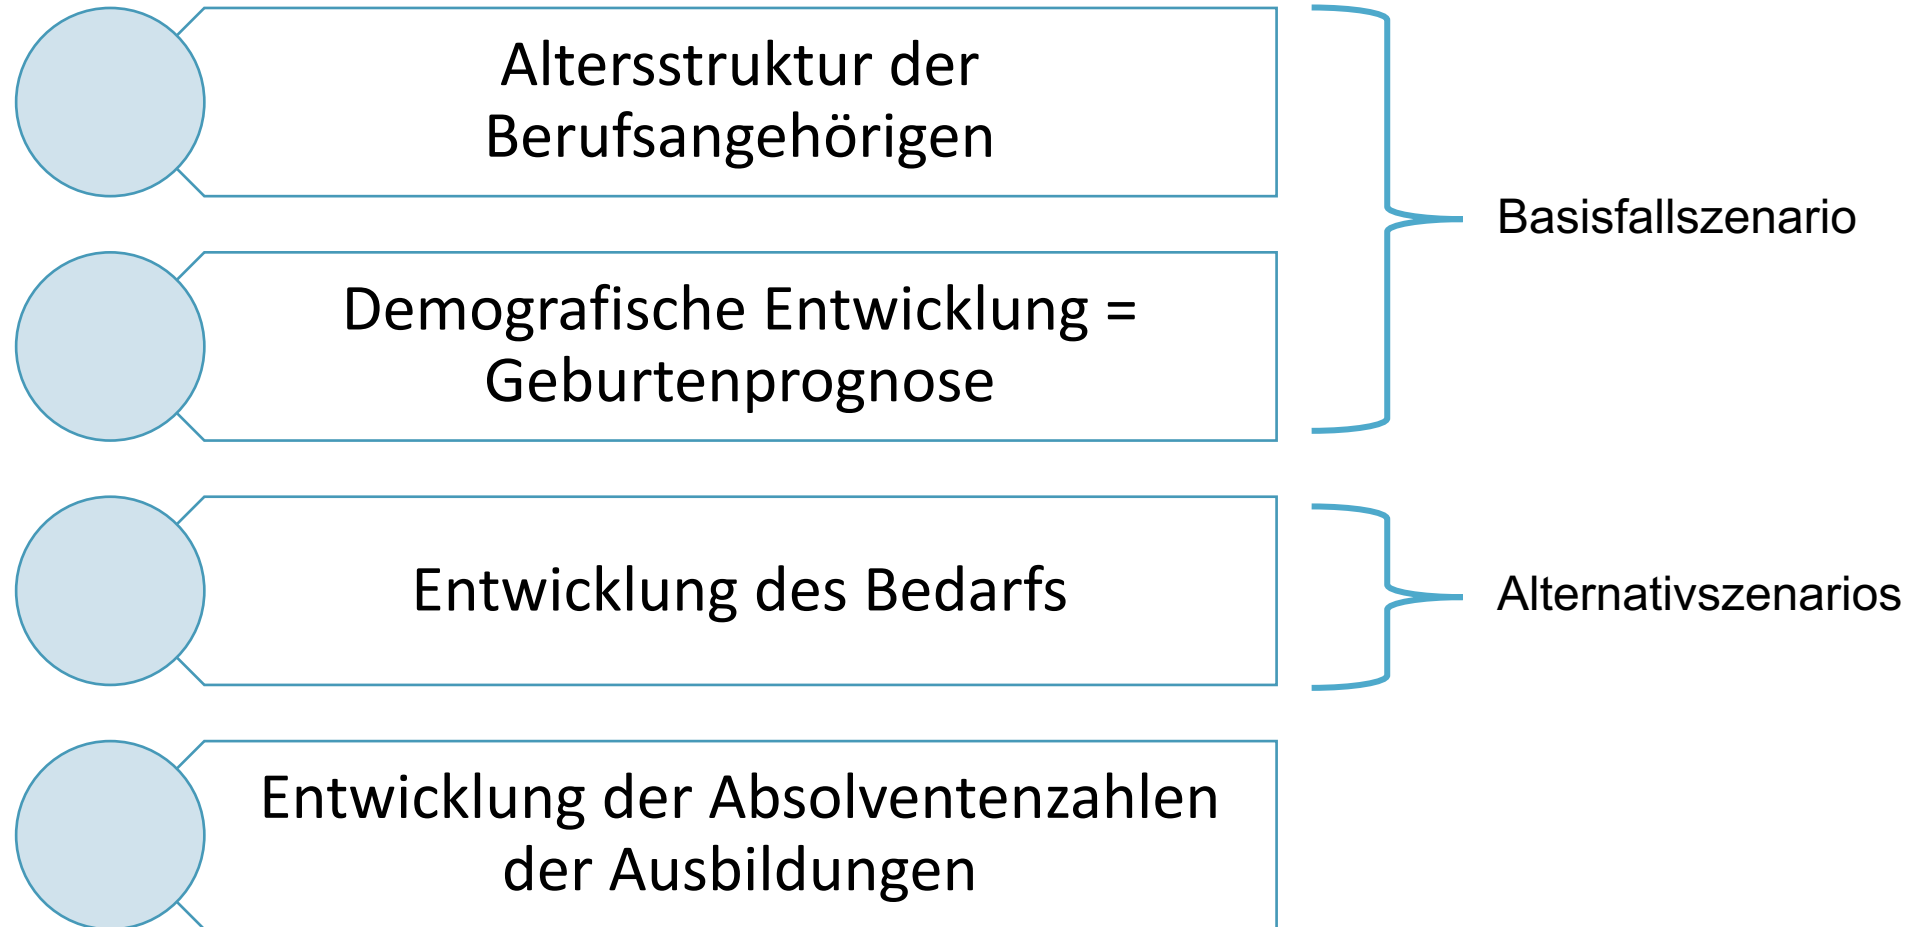 Altersstruktur der
Berufsangehörigen
Basisfallszenario
Demografische Entwicklung =
Geburtenprognose
Entwicklung des Bedarfs
Alternativszenarios
Entwicklung der Absolventenzahlen
der Ausbildungen